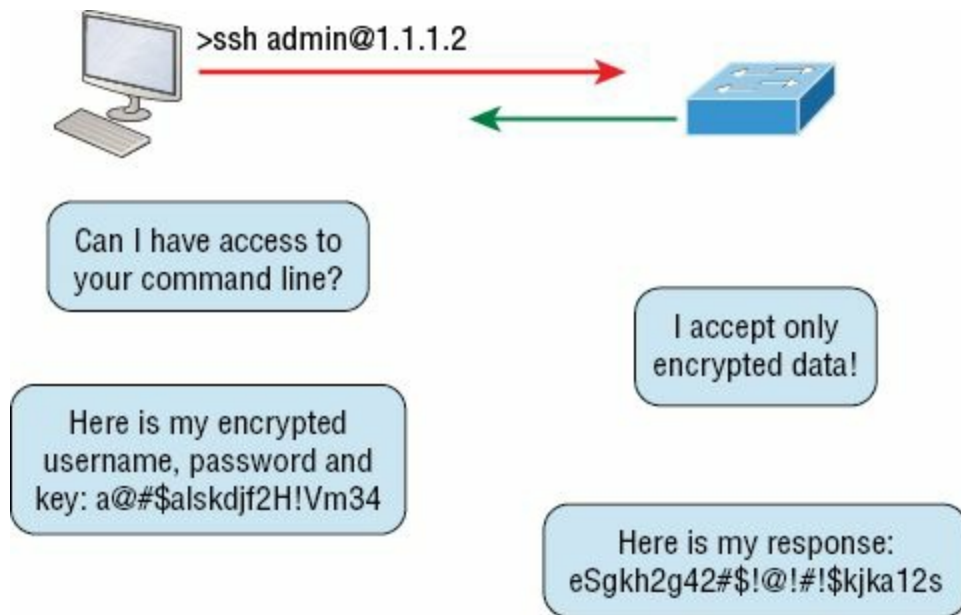 >ssh admin@1.1.1.2
Can I have access to
your command line?
I accept only
encrypted data!
Here is my encrypted
username, password and
key: a@#$alskdjf2H!Vm34
Here is my response:
eSgkh2g42#$!@!#!$kjka12s